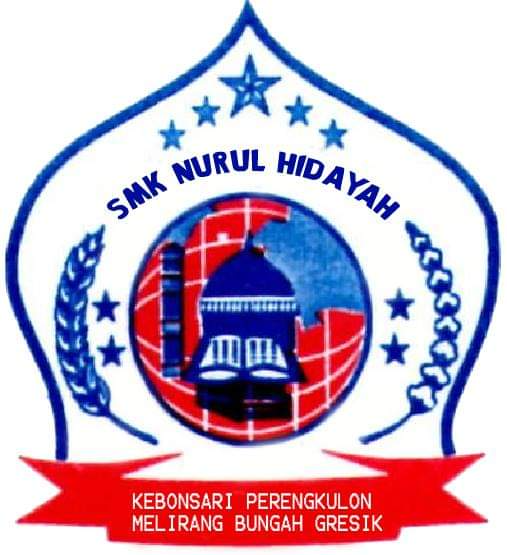 SMK NURUL HIDAYAH
KEBONSARI PERENGKULON
MELIRANG BUNGAH GRESIK